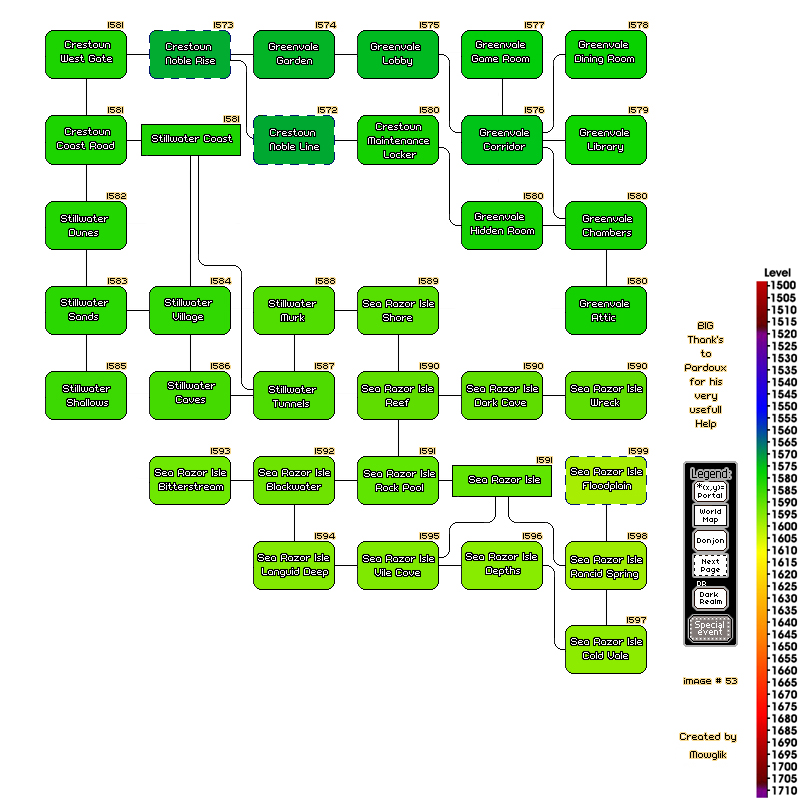 1581
Crestoun
West Gate
1573
Crestoun
Noble Rise
1574
Greenvale
Garden
1575
Greenvale
Lobby
1577
Greenvale
Game Room
1578
Greenvale
Dining Room
1581
Crestoun
Coast Road
1581
Stillwater Coast
1572
Crestoun
Noble Line
1580
Crestoun
Maintenance
Locker
1576
Greenvale
Corridor
1579
Greenvale
Library
1582
Stillwater
Dunes
1580
Greenvale
Hidden Room
1580
Greenvale
Chambers
1583
Stillwater
Sands
1584
Stillwater
Village
1588
Stillwater
Murk
1589
Sea Razor Isle
Shore
1580
Greenvale
Attic
1585
Stillwater
Shallows
1586
Stillwater
Caves
1587
Stillwater
Tunnels
1590
Sea Razor Isle
Reef
1590
Sea Razor Isle
Dark Cave
1590
Sea Razor Isle
Wreck
1593
Sea Razor Isle
Bitterstream
1592
Sea Razor Isle
Blackwater
1591
Sea Razor Isle
Rock Pool
1591
Sea Razor Isle
1599
Sea Razor Isle
Floodplain
1594
Sea Razor Isle
Languid Deep
1595
Sea Razor Isle
Vile Cove
1596
Sea Razor Isle
Depths
1598
Sea Razor Isle
Rancid Spring
1597
Sea Razor Isle
Cold Vale
BIG
Thank's
to
Pardoux
for his
very
usefull
Help
Legend:
*(x,y)=
Portal
World
Map
Donjon
Next
Page
OR
Dark
Realm
Special
event
image # 53
Created by
Mowglik
Level
1500
1505
1510
1515
1520
1525
1530
1535
1540
1545
1550
1555
1560
1565
1570
1575
1580
1585
1590
1595
1600
1605
1610
1615
1620
1625
1630
1635
1640
1645
1650
1655
1660
1665
1670
1675
1680
1685
1690
1695
1700
1705
1710